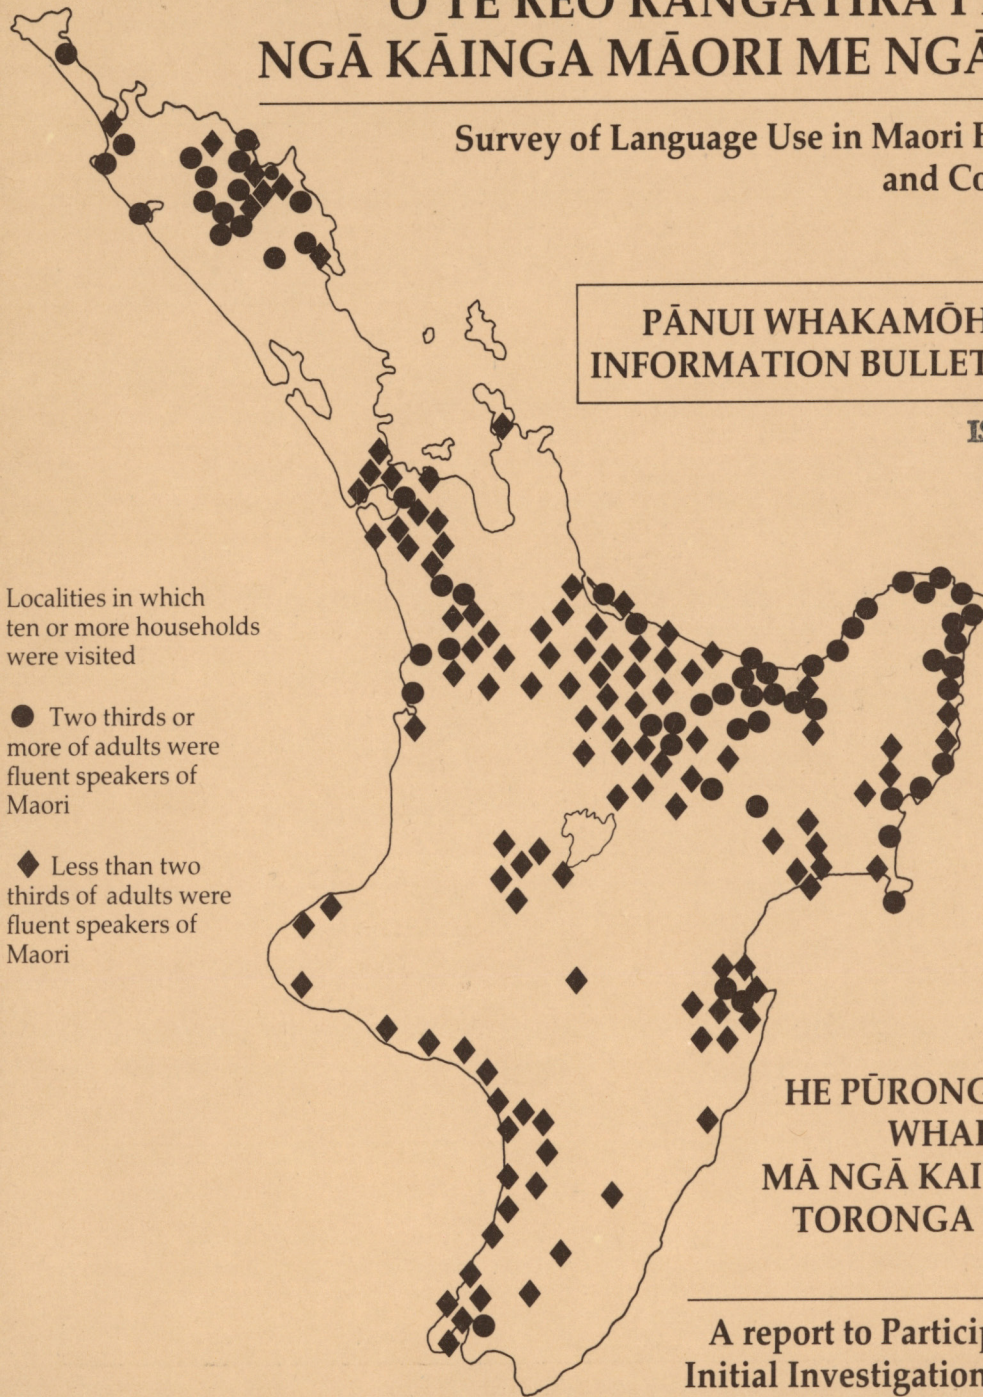 O TE REO RANGATIRA I
NGĀ KĀINGA MĀORI ME NGĀ
Survey of Language Use in Maori
and
PĀNUI WHAKAMŌH
INFORMATION BULLET
Localities in which
ten or more households
were visited
Two thirds or
more of adults were
fluent speakers of
Maori
Less than two
thirds of adults were
fluent speakers of
Maori
HE PŪRONG
WHA
MĀ NGĀ KAI
TORONGA
A report to Partici
Initial Investigation